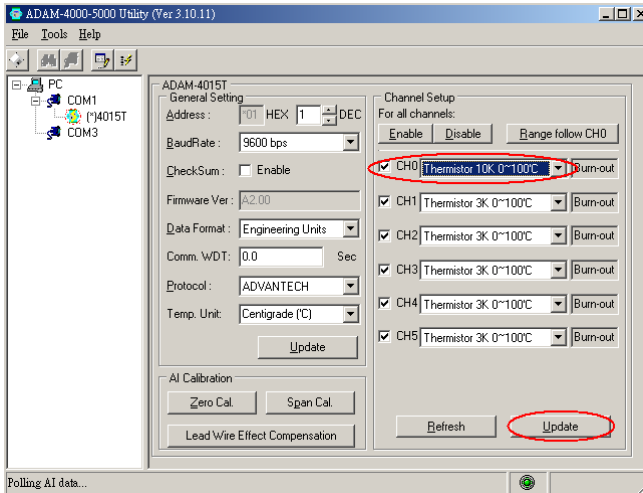 ADAM-4000-5000 Utility (Ver 3.10.11)
File Tools Help
PC
COM1
(*)4015T
COM3
ADAM-4015T
General Setting
Address : *01 HEX 1 DEC
BaudRate : 9600 bps
CheckSum : Enable
Firmware Ver : A2.00
Data Format : Engineering Units
Comm. WDT: 0.0 Sec
Protocol : ADVANTECH
Temp. Unit: Centigrade (°C)
Update
AI Calibration
Zero Cal. Span Cal.
Lead Wire Effect Compensation
Channel Setup
For all channels:
Enable Disable Range follow CH0
CH0 Thermistor 10K 0~100°C Burn-out
CH1 Thermistor 3K 0~100°C Burn-out
CH2 Thermistor 3K 0~100°C Burn-out
CH3 Thermistor 3K 0~100°C Burn-out
CH4 Thermistor 3K 0~100°C Burn-out
CH5 Thermistor 3K 0~100°C Burn-out
Refresh Update
Polling AI data...